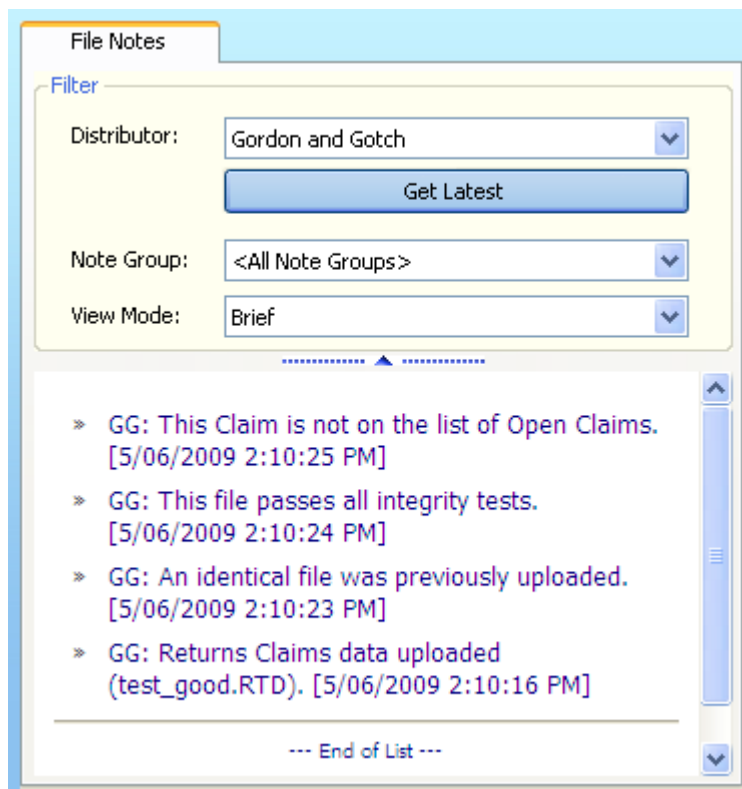 File Notes
Filter
Distributor:
Gordon and Gotch
Get Latest
Note Group:
<All Note Groups>
View Mode:
Brief
» GG: This Claim is not on the list of Open Claims.
[5/06/2009 2:10:25 PM]
» GG: This file passes all integrity tests.
[5/06/2009 2:10:24 PM]
» GG: An identical file was previously uploaded.
[5/06/2009 2:10:23 PM]
» GG: Returns Claims data uploaded
(test_good.RTD). [5/06/2009 2:10:16 PM]
--- End of List ---